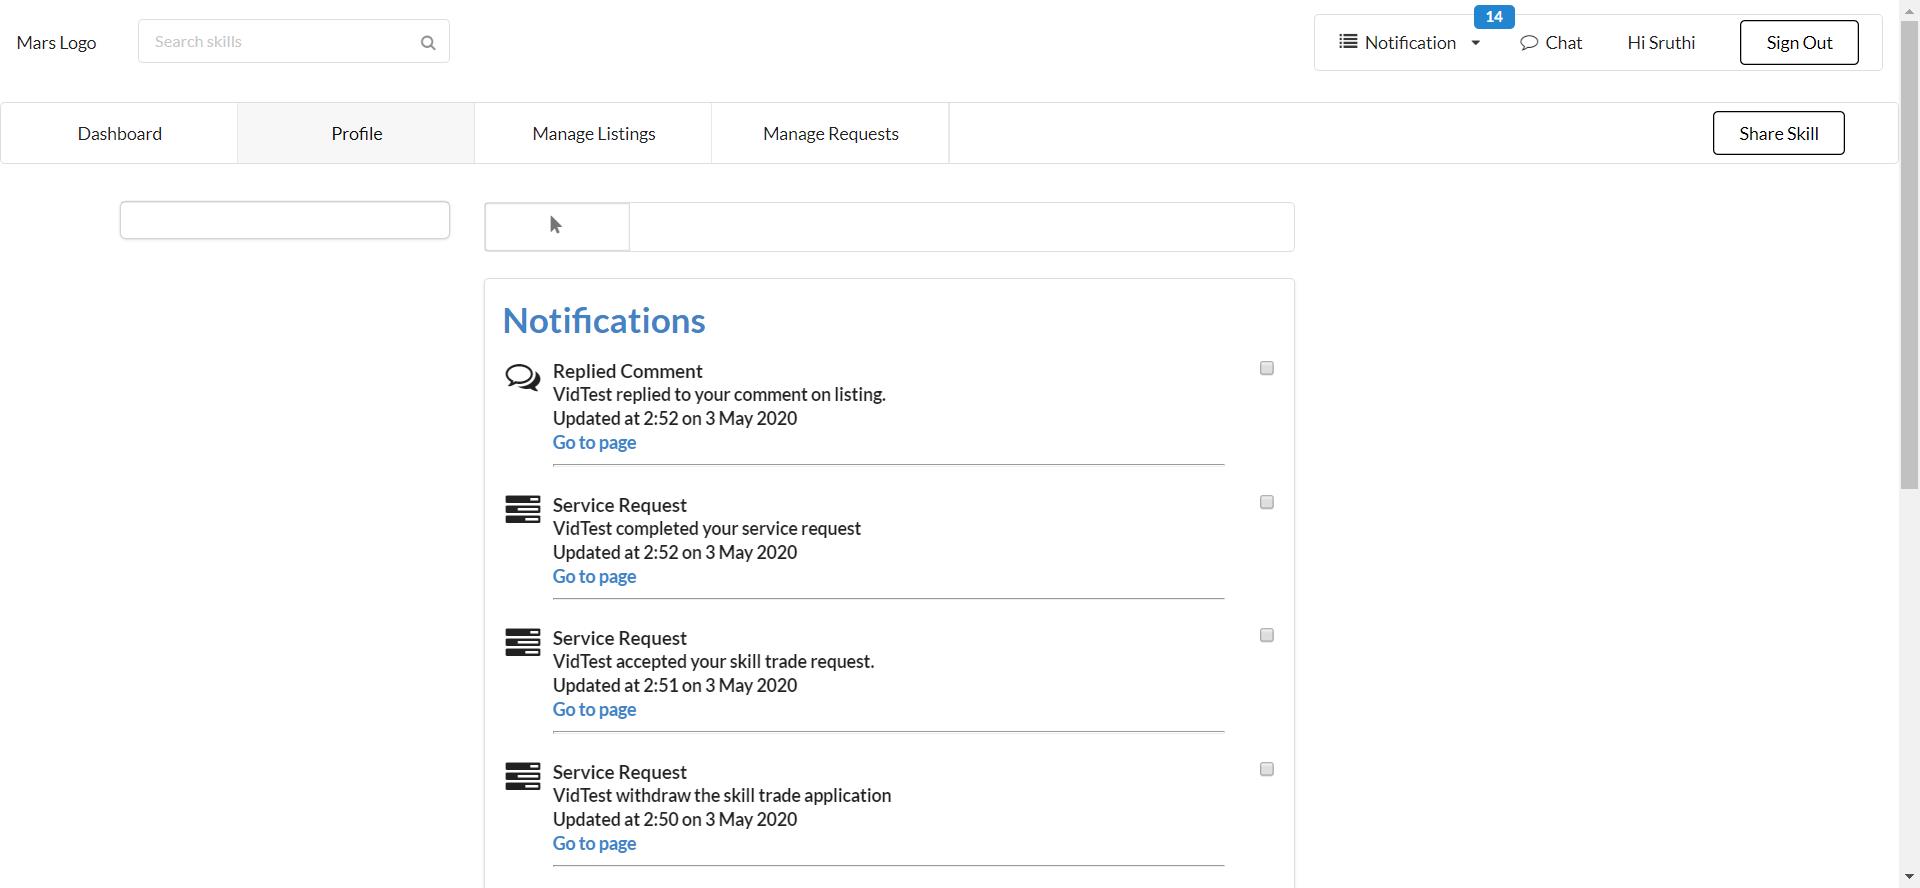 14
Mars Logo
Search skills
Notification
Chat
Hi Sruthi
Sign Out
Dashboard
Profile
Manage Listings
Manage Requests
Share Skill
Notifications
Replied Comment
VidTest replied to your comment on listing.
Updated at 2:52 on 3 May 2020
Go to page
Service Request
VidTest completed your service request
Updated at 2:52 on 3 May 2020
Go to page
Service Request
VidTest accepted your skill trade request.
Updated at 2:51 on 3 May 2020
Go to page
Service Request
VidTest withdraw the skill trade application
Updated at 2:50 on 3 May 2020
Go to page